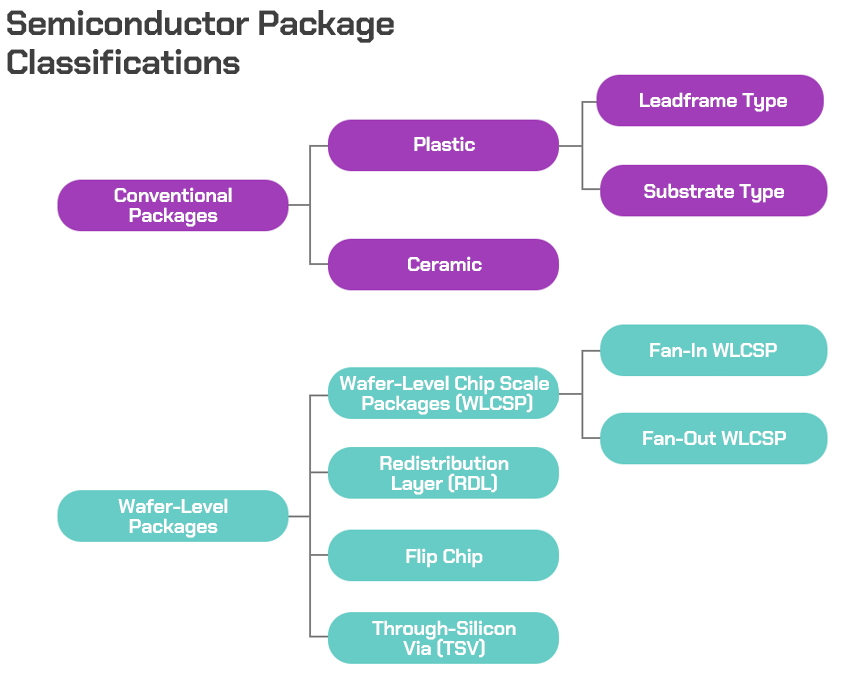 Semiconductor Package
Classifications
Leadframe Type
Plastic
Substrate Type
Conventional
Packages
Ceramic
Fan-In WLCSP
Wafer-Level Chip Scale
Packages (WLCSP)
Fan-Out WLCSP
Redistribution
Layer (RDL)
Wafer-Level
Packages
Flip Chip
Through-Silicon
Via (TSV)